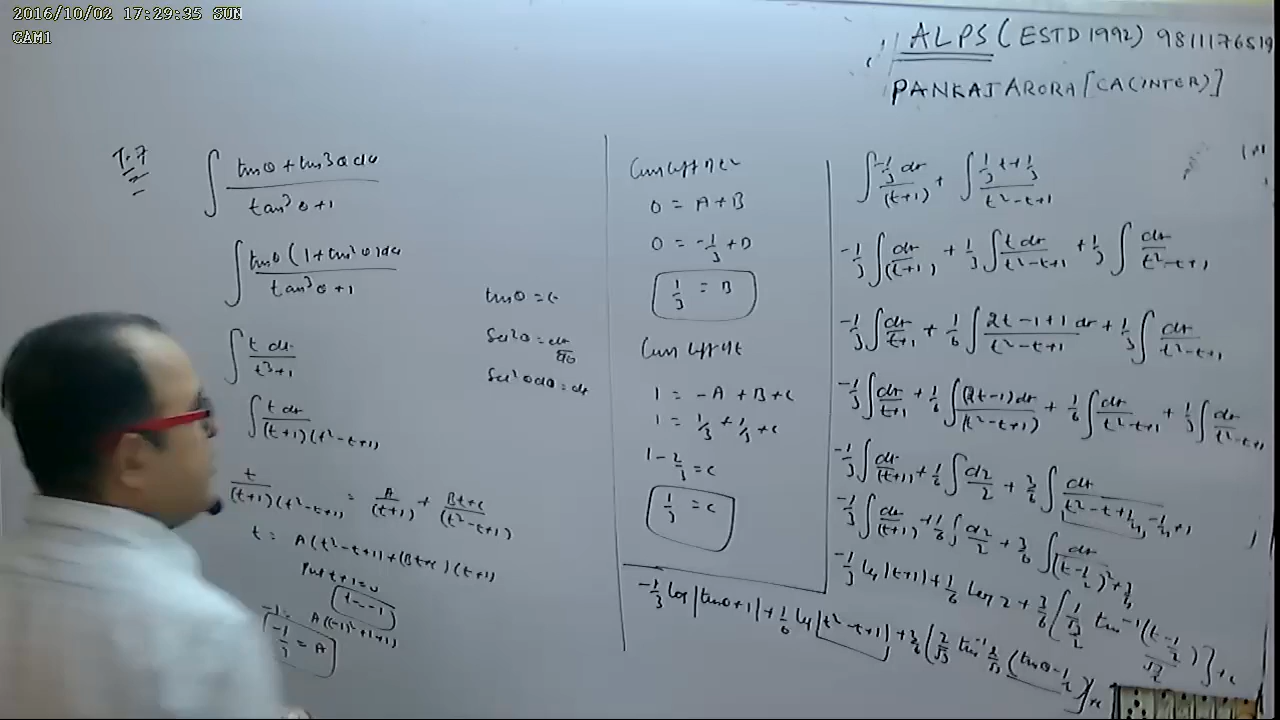 2016/10/02 17:29:35 SUN
CAM1
ALPS (ESTD 1992) 9811176519
PANKAJ ARORA [CA(INTER)]
∫ tanθ + tan³θ dθ / tan³θ + 1
∫ tanθ (1 + tan²θ) dθ / tan³θ + 1
∫ t dt / t³+1
∫ t dt / (t+1)(t²-t+1)
t / (t+1)(t²-t+1) = A/(t+1) + Bt+c/(t²-t+1)
t = A(t²-t+1) + (Bt+c)(t+1)
Put t+1=0
t=-1
-1 = A((-1)²+1+1)
-1/3 = A
tanθ = t
Sec²θ = dt/dθ
Sec²θ dθ = dt
0 = A+B
0 = -1/3 + B
1/3 = B
1 = -A + B + C
1 = 1/3 + 1/3 + C
1 - 2/3 = C
1/3 = C
∫ -1/3 dt/(t+1) + ∫ 1/3 t + 1/3 / t²-t+1
-1/3 ∫ dt/(t+1) + 1/3 ∫ t dt/t²-t+1 + 1/3 ∫ dt/t²-t+1
-1/3 ∫ dt/t+1 + 1/6 ∫ 2t-1+1 dt/t²-t+1 + 1/3 ∫ dt/t²-t+1
-1/3 ∫ dt/t+1 + 1/6 ∫ (2t-1)dt/(t²-t+1) + 1/6 ∫ dt/t²-t+1 + 1/3 ∫ dt/t²-t+1
-1/3 ∫ dt/(t+1) + 1/6 ∫ dz/z + 3/6 ∫ dt/t²-t+1/4-1/4+1
-1/3 ∫ dt/(t+1) + 1/6 ∫ dz/z + 3/6 ∫ dt/(t-1/2)²+3/4
-1/3 log|t+1| + 1/6 log z + 3/6 [1/(√3/2) tan⁻¹ (t-1/2)/(√3/2)] + c
-1/3 log|tanθ+1| + 1/6 log|t²-t+1| + 3/6 (2/√3 tan⁻¹ 2/√3 (tanθ-1/2)) + c